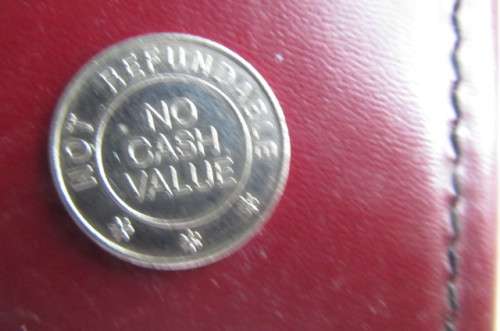 NOT REFUNDABLE
NO
CASH
VALUE